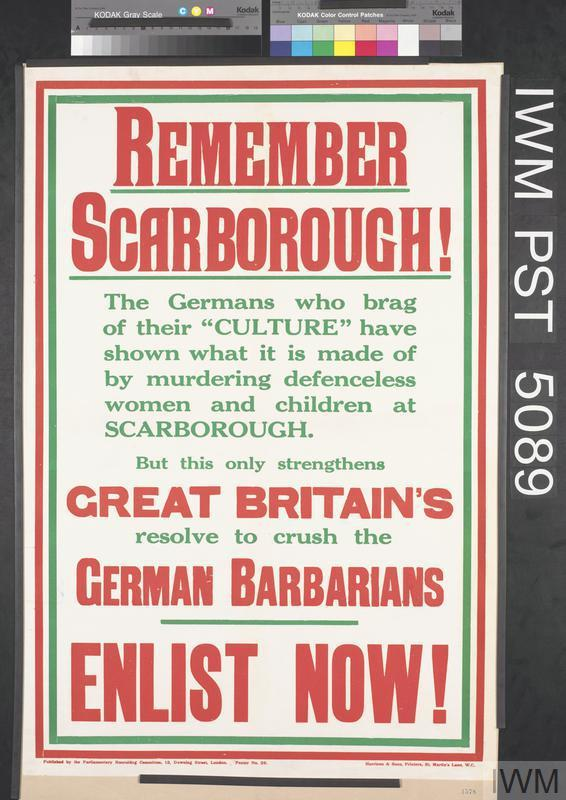 KODAK Gray Scale
C Y M
Kodak
KODAK Color Control Patches
Kodak
REMEMBER
SCARBOROUGH!
The Germans who brag
of their “CULTURE” have
shown what it is made of
by murdering defenceless
women and children at
SCARBOROUGH.
But this only strengthens
GREAT BRITAIN'S
resolve to crush the
GERMAN BARBARIANS
ENLIST NOW!
Published by the Parliamentary Recruiting Committee, 12, Downing Street, London. Poster No. 29.
Harrison & Sons, Printers, St. Martin's Lane, W.C.
IWM PST 5089
IWM